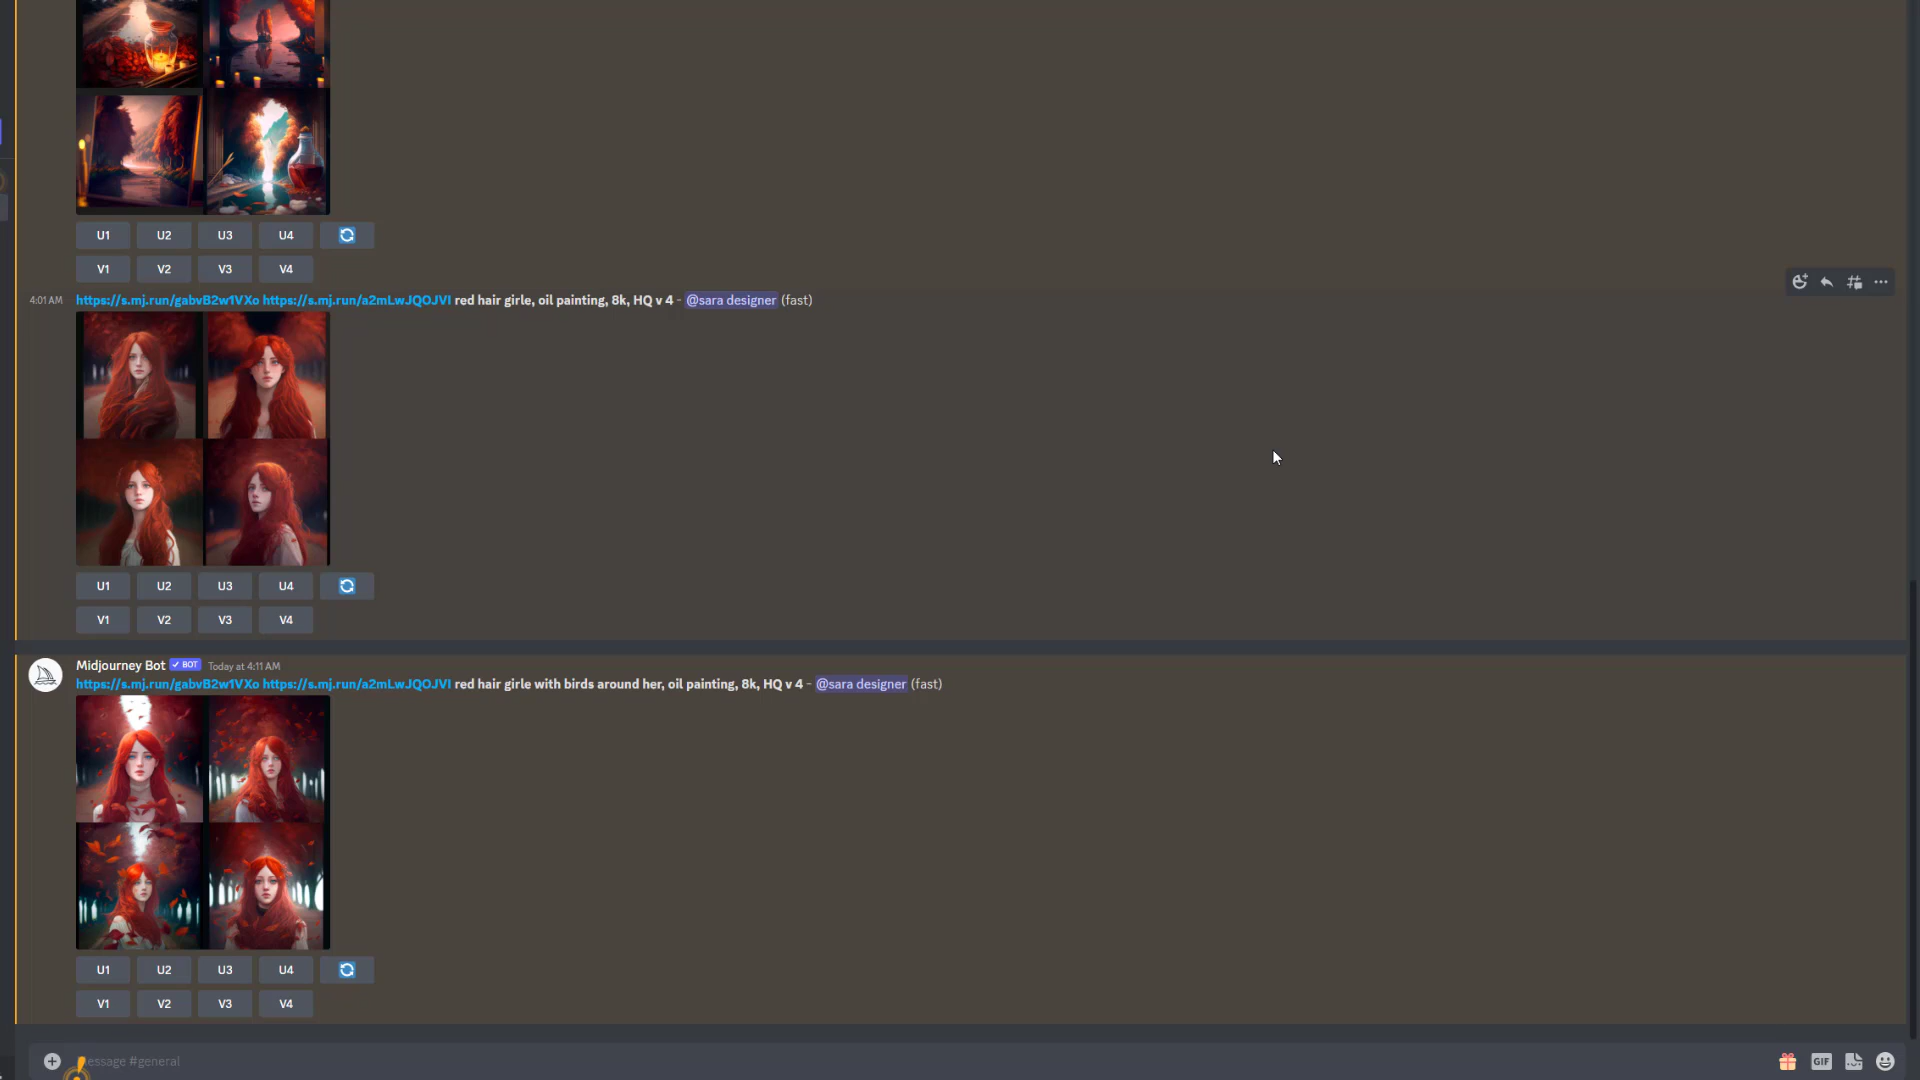 U1 U2 U3 U4
V1 V2 V3 V4
4:01 AM https://s.mj.run/gabvB2w1VXo https://s.mj.run/a2mLwJQOJVI red hair girle, oil painting, 8k, HQ v 4 - @sara designer (fast)
U1 U2 U3 U4
V1 V2 V3 V4
Midjourney Bot ✓ BOT Today at 4:11 AM
https://s.mj.run/gabvB2w1VXo https://s.mj.run/a2mLwJQOJVI red hair girle with birds around her, oil painting, 8k, HQ v 4 - @sara designer (fast)
U1 U2 U3 U4
V1 V2 V3 V4
essage #general
GIF